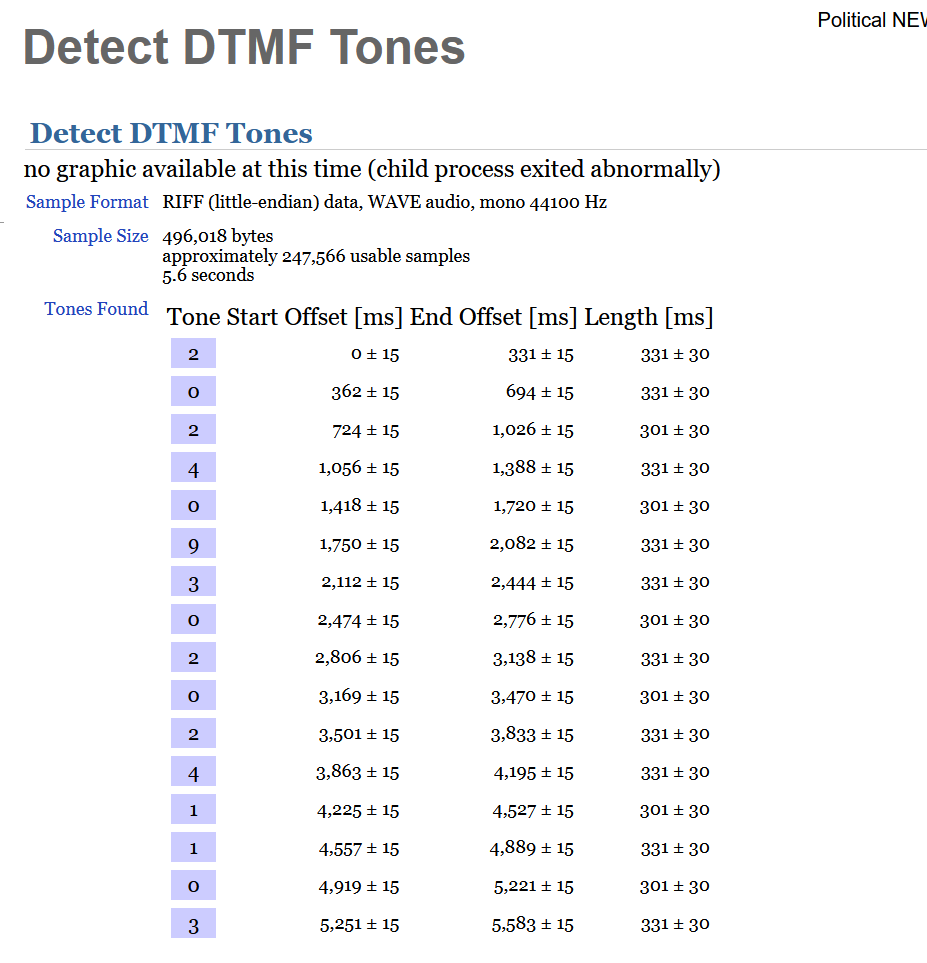 Political NEW
Detect DTMF Tones
Detect DTMF Tones
no graphic available at this time (child process exited abnormally)
Sample Format RIFF (little-endian) data, WAVE audio, mono 44100 Hz
Sample Size 496,018 bytes
approximately 247,566 usable samples
5.6 seconds
Tones Found
Tone Start Offset [ms] End Offset [ms] Length [ms]
2 0 ± 15 331 ± 15 331 ± 30
0 362 ± 15 694 ± 15 331 ± 30
2 724 ± 15 1,026 ± 15 301 ± 30
4 1,056 ± 15 1,388 ± 15 331 ± 30
0 1,418 ± 15 1,720 ± 15 301 ± 30
9 1,750 ± 15 2,082 ± 15 331 ± 30
3 2,112 ± 15 2,444 ± 15 331 ± 30
0 2,474 ± 15 2,776 ± 15 301 ± 30
2 2,806 ± 15 3,138 ± 15 331 ± 30
0 3,169 ± 15 3,470 ± 15 301 ± 30
2 3,501 ± 15 3,833 ± 15 331 ± 30
4 3,863 ± 15 4,195 ± 15 331 ± 30
1 4,225 ± 15 4,527 ± 15 301 ± 30
1 4,557 ± 15 4,889 ± 15 331 ± 30
0 4,919 ± 15 5,221 ± 15 301 ± 30
3 5,251 ± 15 5,583 ± 15 331 ± 30